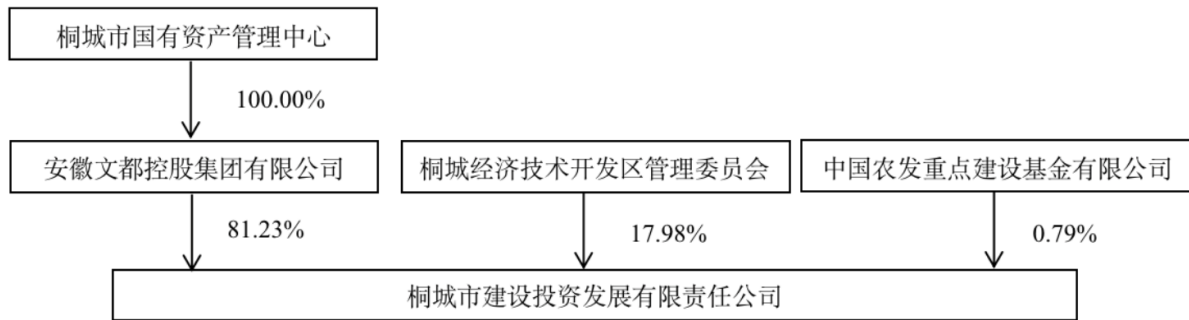 桐城市国有资产管理中心
100.00%
安徽文都控股集团有限公司
桐城经济技术开发区管理委员会
中国农发重点建设基金有限公司
81.23%
17.98%
0.79%
桐城市建设投资发展有限责任公司